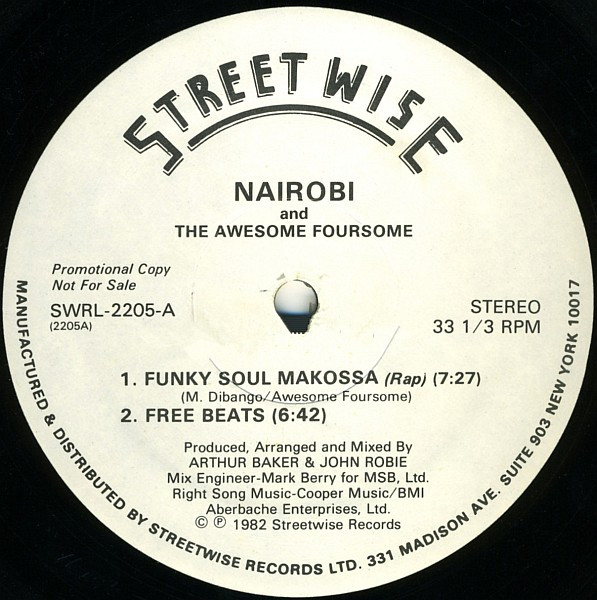 STREETWISE
NAIROBI
and
THE AWESOME FOURSOME
Promotional Copy
Not For Sale
SWRL-2205-A
(2205A)
STEREO
33 1/3 RPM
1. FUNKY SOUL MAKOSSA (Rap) (7:27)
(M. Dibango/Awesome Foursome)
2. FREE BEATS (6:42)
Produced, Arranged and Mixed By
ARTHUR BAKER & JOHN ROBIE
Mix Engineer-Mark Berry for MSB, Ltd.
Right Song Music-Cooper Music/BMI
Aberbache Enterprises, Ltd.
© ℗ 1982 Streetwise Records
MANUFACTURED & DISTRIBUTED BY STREETWISE RECORDS LTD. 331 MADISON AVE. SUITE 903 NEW YORK 10017